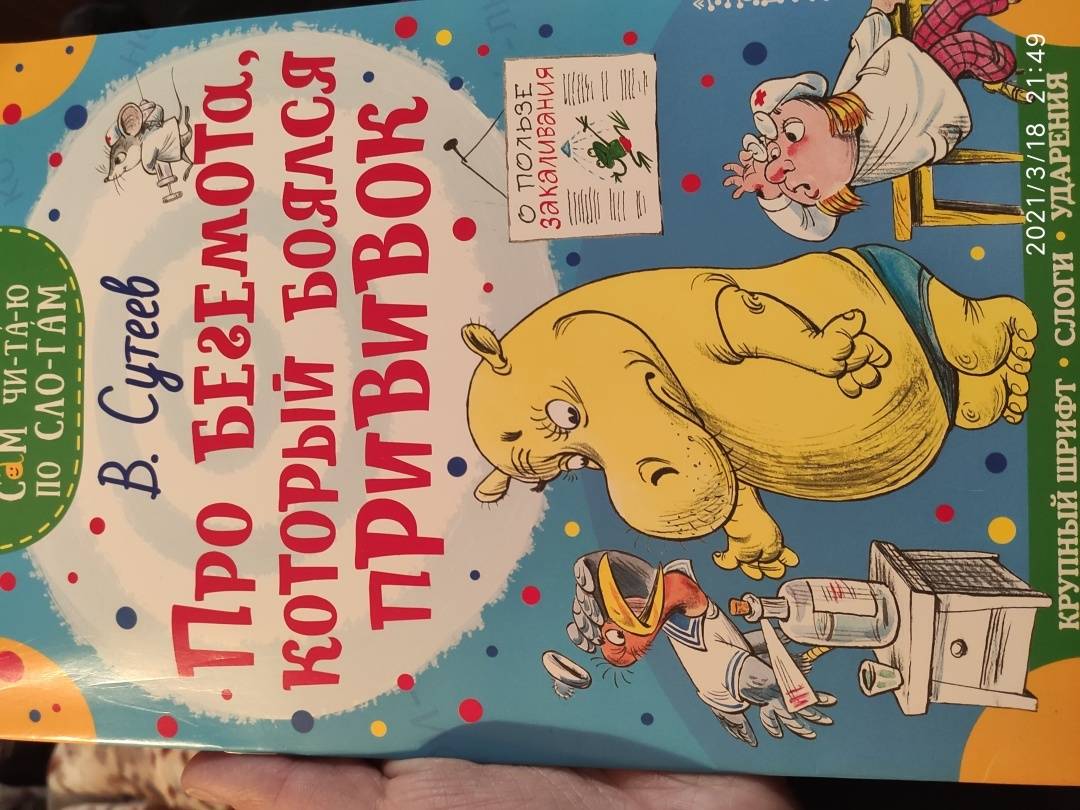 Сам ЧИ-ТА́-Ю
ПО СЛО-ГА́М
В. Сутеев
Про БЕГЕМОТА,
который БОЯЛСЯ
ПРИВИВОК
О ПОЛЬЗЕ
ЗАКАЛИВАНИЯ
КРУПНЫЙ ШРИФТ • СЛОГИ • УДАРЕНИЯ
2021/3/18 21:49